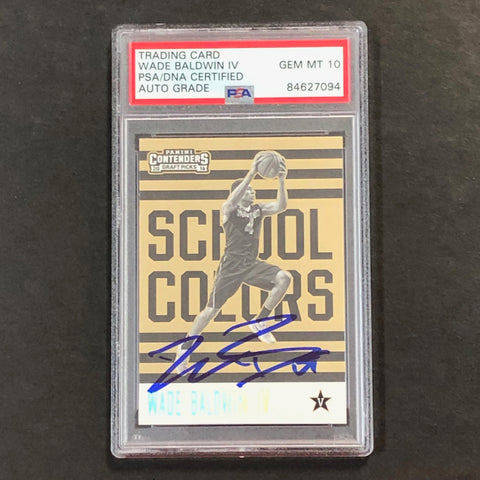 TRADING CARD
WADE BALDWIN IV
PSA/DNA CERTIFIED
AUTO GRADE
GEM MT 10
PSA
84627094
PANINI
CONTENDERS
DRAFT PICKS
SCHOOL
COLORS
4
WADE BALDWIN IV
V